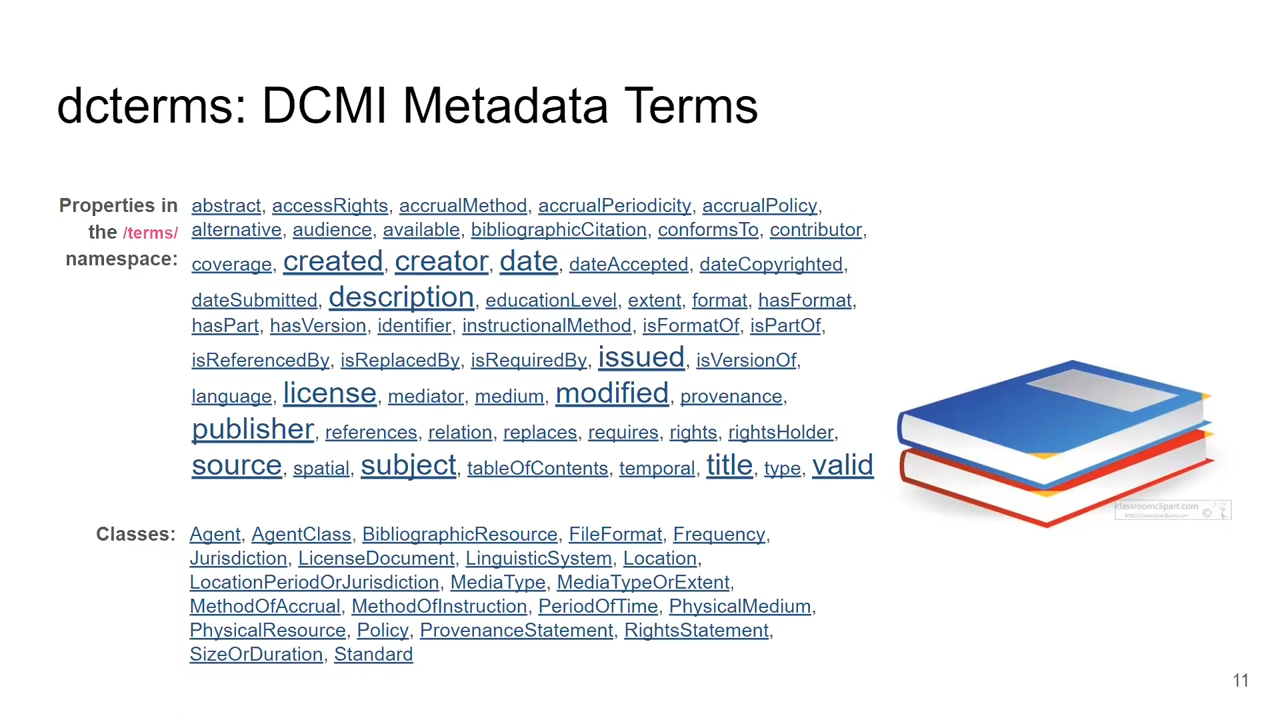 dcterms: DCMI Metadata Terms
Properties in
the /terms/
namespace:
abstract, accessRights, accrualMethod, accrualPeriodicity, accrualPolicy,
alternative, audience, available, bibliographicCitation, conformsTo, contributor,
coverage, created, creator, date, dateAccepted, dateCopyrighted,
dateSubmitted, description, educationLevel, extent, format, hasFormat,
hasPart, hasVersion, identifier, instructionalMethod, isFormatOf, isPartOf,
isReferencedBy, isReplacedBy, isRequiredBy, issued, isVersionOf,
language, license, mediator, medium, modified, provenance,
publisher, references, relation, replaces, requires, rights, rightsHolder,
source, spatial, subject, tableOfContents, temporal, title, type, valid
Classes:
Agent, AgentClass, BibliographicResource, FileFormat, Frequency,
Jurisdiction, LicenseDocument, LinguisticSystem, Location,
LocationPeriodOrJurisdiction, MediaType, MediaTypeOrExtent,
MethodOfAccrual, MethodOfInstruction, PeriodOfTime, PhysicalMedium,
PhysicalResource, Policy, ProvenanceStatement, RightsStatement,
SizeOrDuration, Standard
classroomclipart.com
©
11